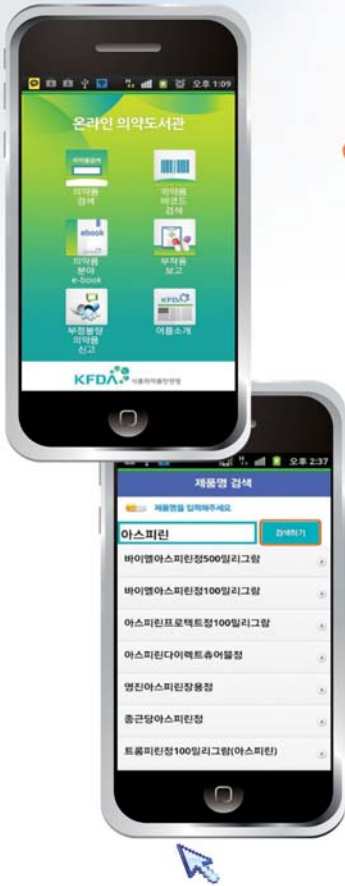 오후 1:09
온라인 의약도서관
의약품검색
의약품
검색
의약품
바코드
검색
ebook
의약품
분야
e-book
부작용
보고
KFDA
부정불량
의약품
신고
어플소개
KFDA 식품의약품안전청
오후 2:37
제품명 검색
제품명을 입력해주세요
아스피린
검색하기
바이엘아스피린정500밀리그람
바이엘아스피린정100밀리그람
아스피린프로텍트정100밀리그람
아스피린다이렉트츄어블정
영진아스피린장용정
종근당아스피린정
트롬피린정100밀리그람(아스피린)